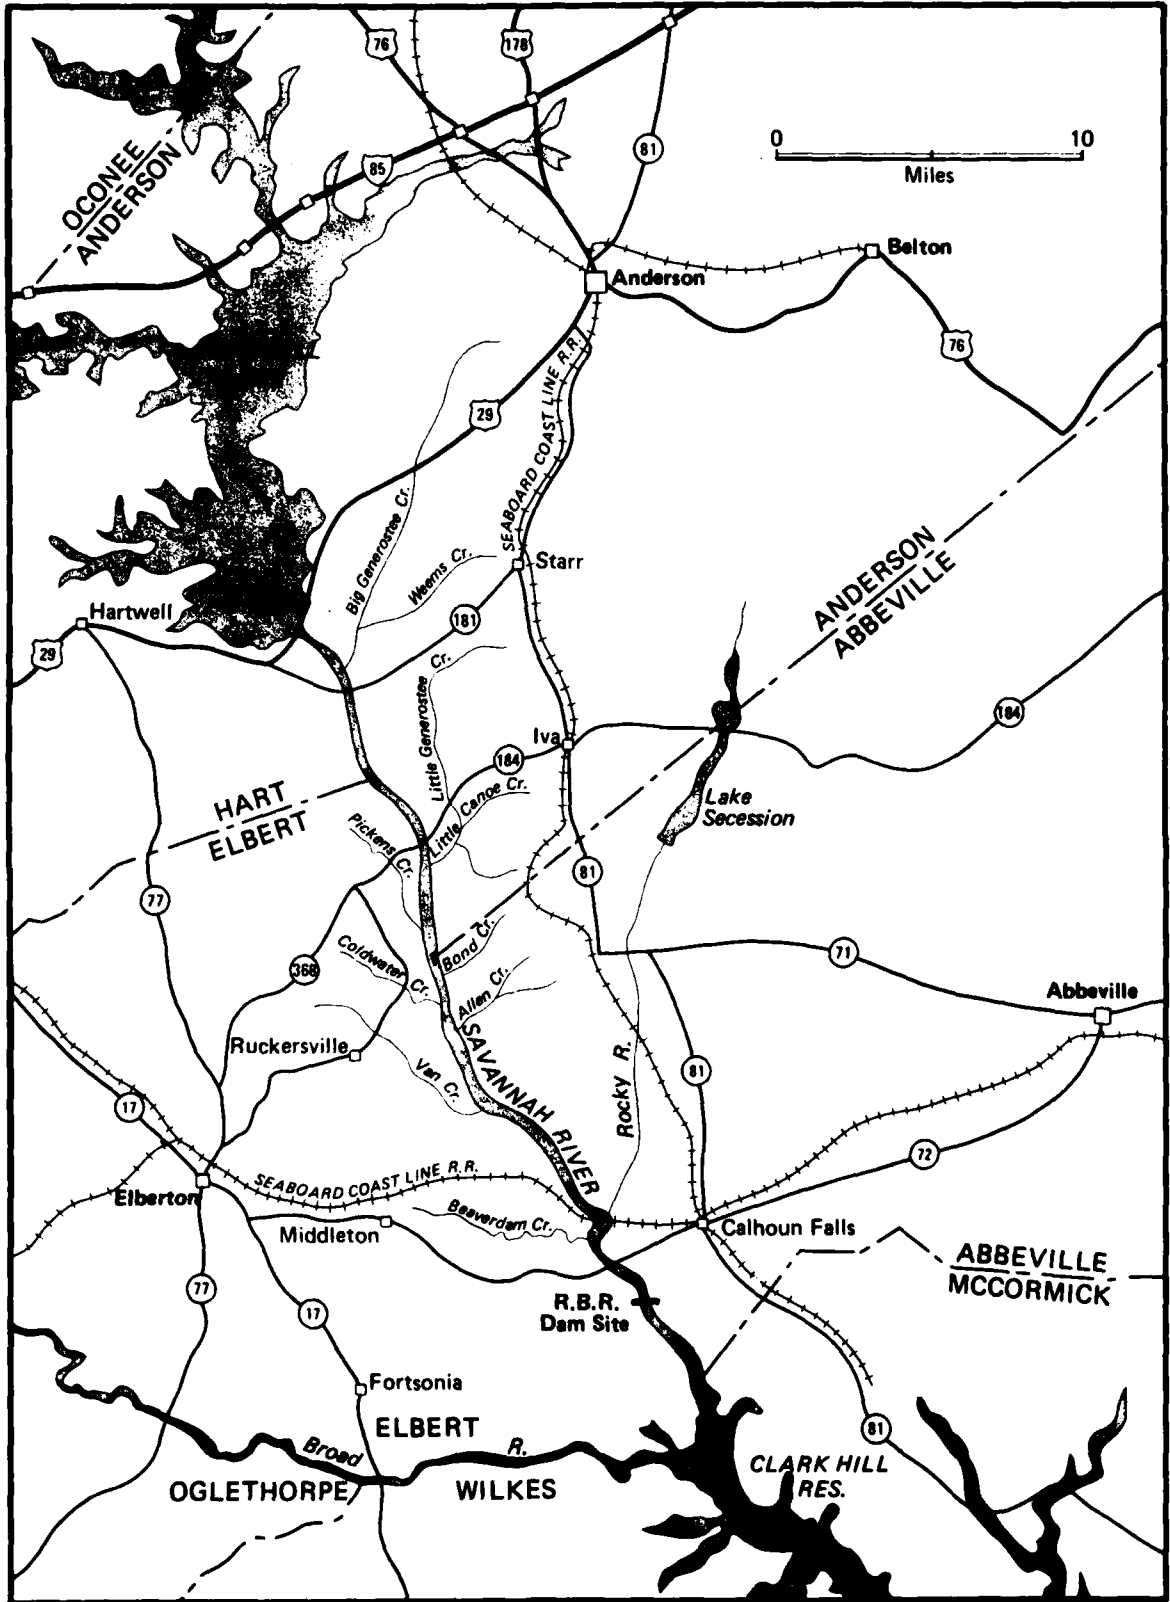 76
178
81
0 10
Miles
OCONEE
ANDERSON
85
Belton
Anderson
76
29
SEABOARD COAST LINE R.R.
Big Generostee Cr.
Weems Cr.
Starr
ANDERSON
ABBEVILLE
Hartwell
29
181
Little Generostee Cr.
184
Iva
184
HART
ELBERT
Little Canoe Cr.
Lake
Secession
Pickens Cr.
81
77
Bond Cr.
71
Coldwater Cr.
368
Allen Cr.
Abbeville
Ruckersville
SAVANNAH RIVER
Van Cr.
Rocky R.
81
17
72
SEABOARD COAST LINE R.R.
Elberton
Beaverdam Cr.
Middleton
Calhoun Falls
ABBEVILLE
MCCORMICK
77
17
R.B.R.
Dam Site
Fortsonia
ELBERT
81
Broad R.
CLARK HILL
RES.
OGLETHORPE
WILKES